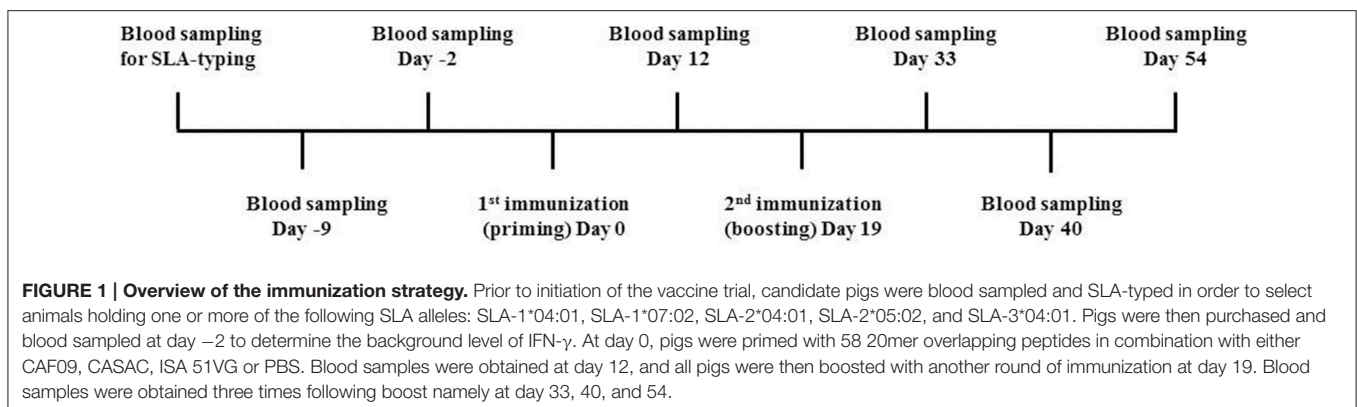 Blood sampling
for SLA-typing
Blood sampling
Day -2
Blood sampling
Day 12
Blood sampling
Day 33
Blood sampling
Day 54
Blood sampling
Day -9
1st immunization
(priming) Day 0
2nd immunization
(boosting) Day 19
Blood sampling
Day 40
FIGURE 1 | Overview of the immunization strategy. Prior to initiation of the vaccine trial, candidate pigs were blood sampled and SLA-typed in order to select
animals holding one or more of the following SLA alleles: SLA-1*04:01, SLA-1*07:02, SLA-2*04:01, SLA-2*05:02, and SLA-3*04:01. Pigs were then purchased and
blood sampled at day −2 to determine the background level of IFN-γ. At day 0, pigs were primed with 58 20mer overlapping peptides in combination with either
CAF09, CASAC, ISA 51VG or PBS. Blood samples were obtained at day 12, and all pigs were then boosted with another round of immunization at day 19. Blood
samples were obtained three times following boost namely at day 33, 40, and 54.